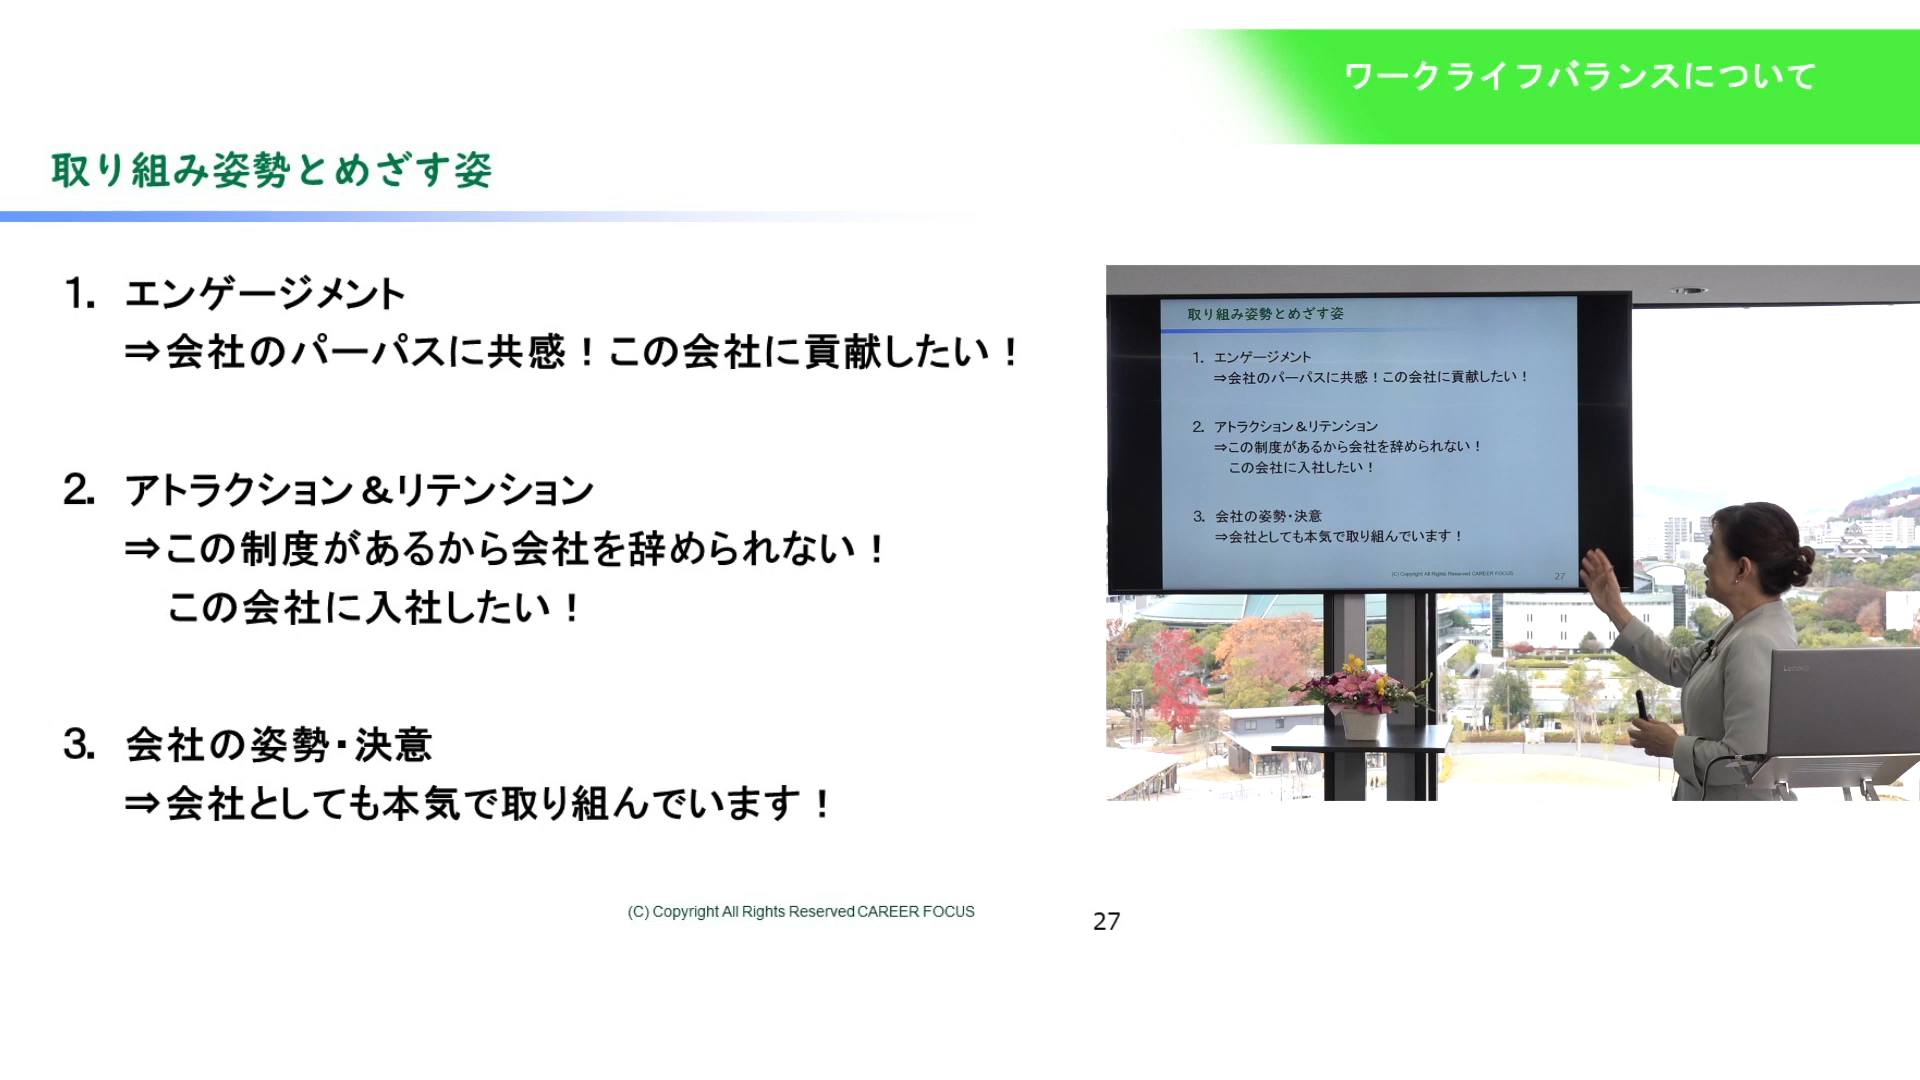 ワークライフバランスについて
取り組み姿勢とめざす姿
1. エンゲージメント
⇒会社のパーパスに共感！この会社に貢献したい！
2. アトラクション＆リテンション
⇒この制度があるから会社を辞められない！
この会社に入社したい！
3. 会社の姿勢・決意
⇒会社としても本気で取り組んでいます！
(C) Copyright All Rights Reserved CAREER FOCUS
27
取り組み姿勢とめざす姿
1. エンゲージメント
⇒会社のパーパスに共感！この会社に貢献したい！
2. アトラクション＆リテンション
⇒この制度があるから会社を辞められない！
この会社に入社したい！
3. 会社の姿勢・決意
⇒会社としても本気で取り組んでいます！
(C) Copyright All Rights Reserved CAREER FOCUS
27
Lenovo